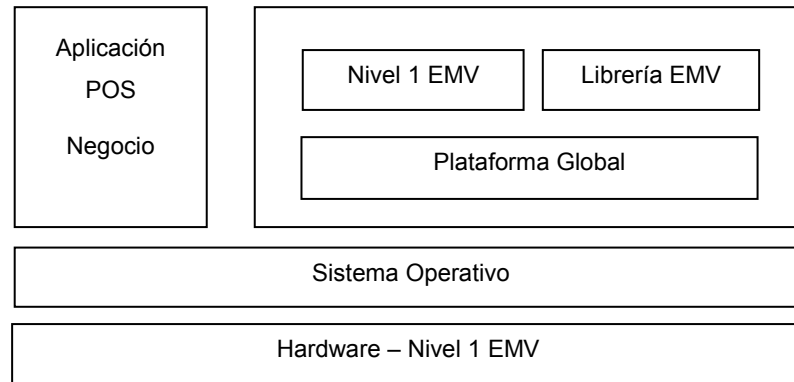 Aplicación
POS
Negocio
Nivel 1 EMV
Librería EMV
Plataforma Global
Sistema Operativo
Hardware – Nivel 1 EMV